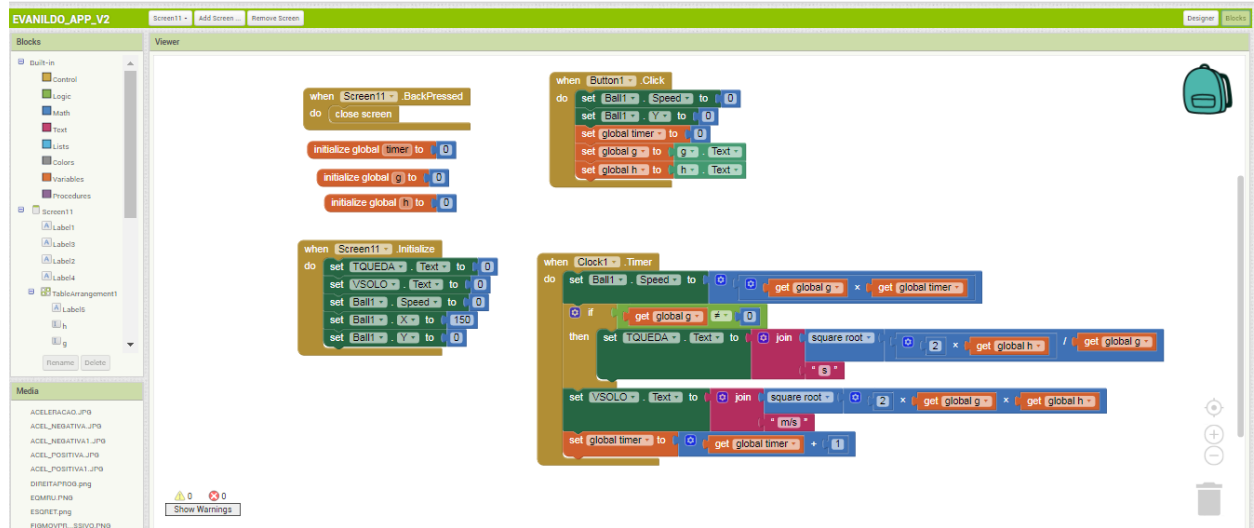 EVANILDO_APP_V2 Screen11 Add Screen ... Remove Screen Designer Blocks
Blocks
Built-in
Control
Logic
Math
Text
Lists
Colors
Variables
Procedures
Screen11
Label1
Label3
Label2
Label4
TableArrangement1
Label5
h
g
Rename Delete
Media
ACELERACAO.JPG
ACEL_NEGATIVA.JPG
ACEL_NEGATIVA1.JPG
ACEL_POSITIVA.JPG
ACEL_POSITIVA1.JPG
DIREITAPROG.png
EQMRU.PNG
ESQRET.png
FIGMOVPR...SSIVO.PNG
Viewer
when Screen11 .BackPressed
do close screen
initialize global timer to 0
initialize global g to 0
initialize global h to 0
when Button1 .Click
do set Ball1 . Speed to 0
set Ball1 . Y to 0
set global timer to 0
set global g to g . Text
set global h to h . Text
when Screen11 .Initialize
do set TQUEDA . Text to 0
set VSOLO . Text to 0
set Ball1 . Speed to 0
set Ball1 . X to 150
set Ball1 . Y to 0
when Clock1 .Timer
do set Ball1 . Speed to 0 + get global g × get global timer
if get global g ≠ 0
then set TQUEDA . Text to join square root 2 × get global h / get global g
" s "
set VSOLO . Text to join square root 2 × get global g × get global h
" m/s "
set global timer to get global timer + 1
0 0
Show Warnings